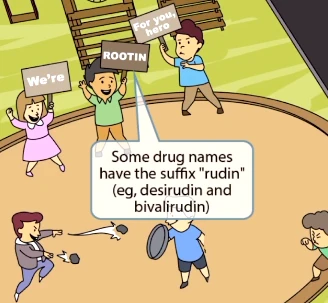 We're
ROOTIN
For you,
here
Some drug names
have the suffix "rudin"
(eg, desirudin and
bivalirudin)